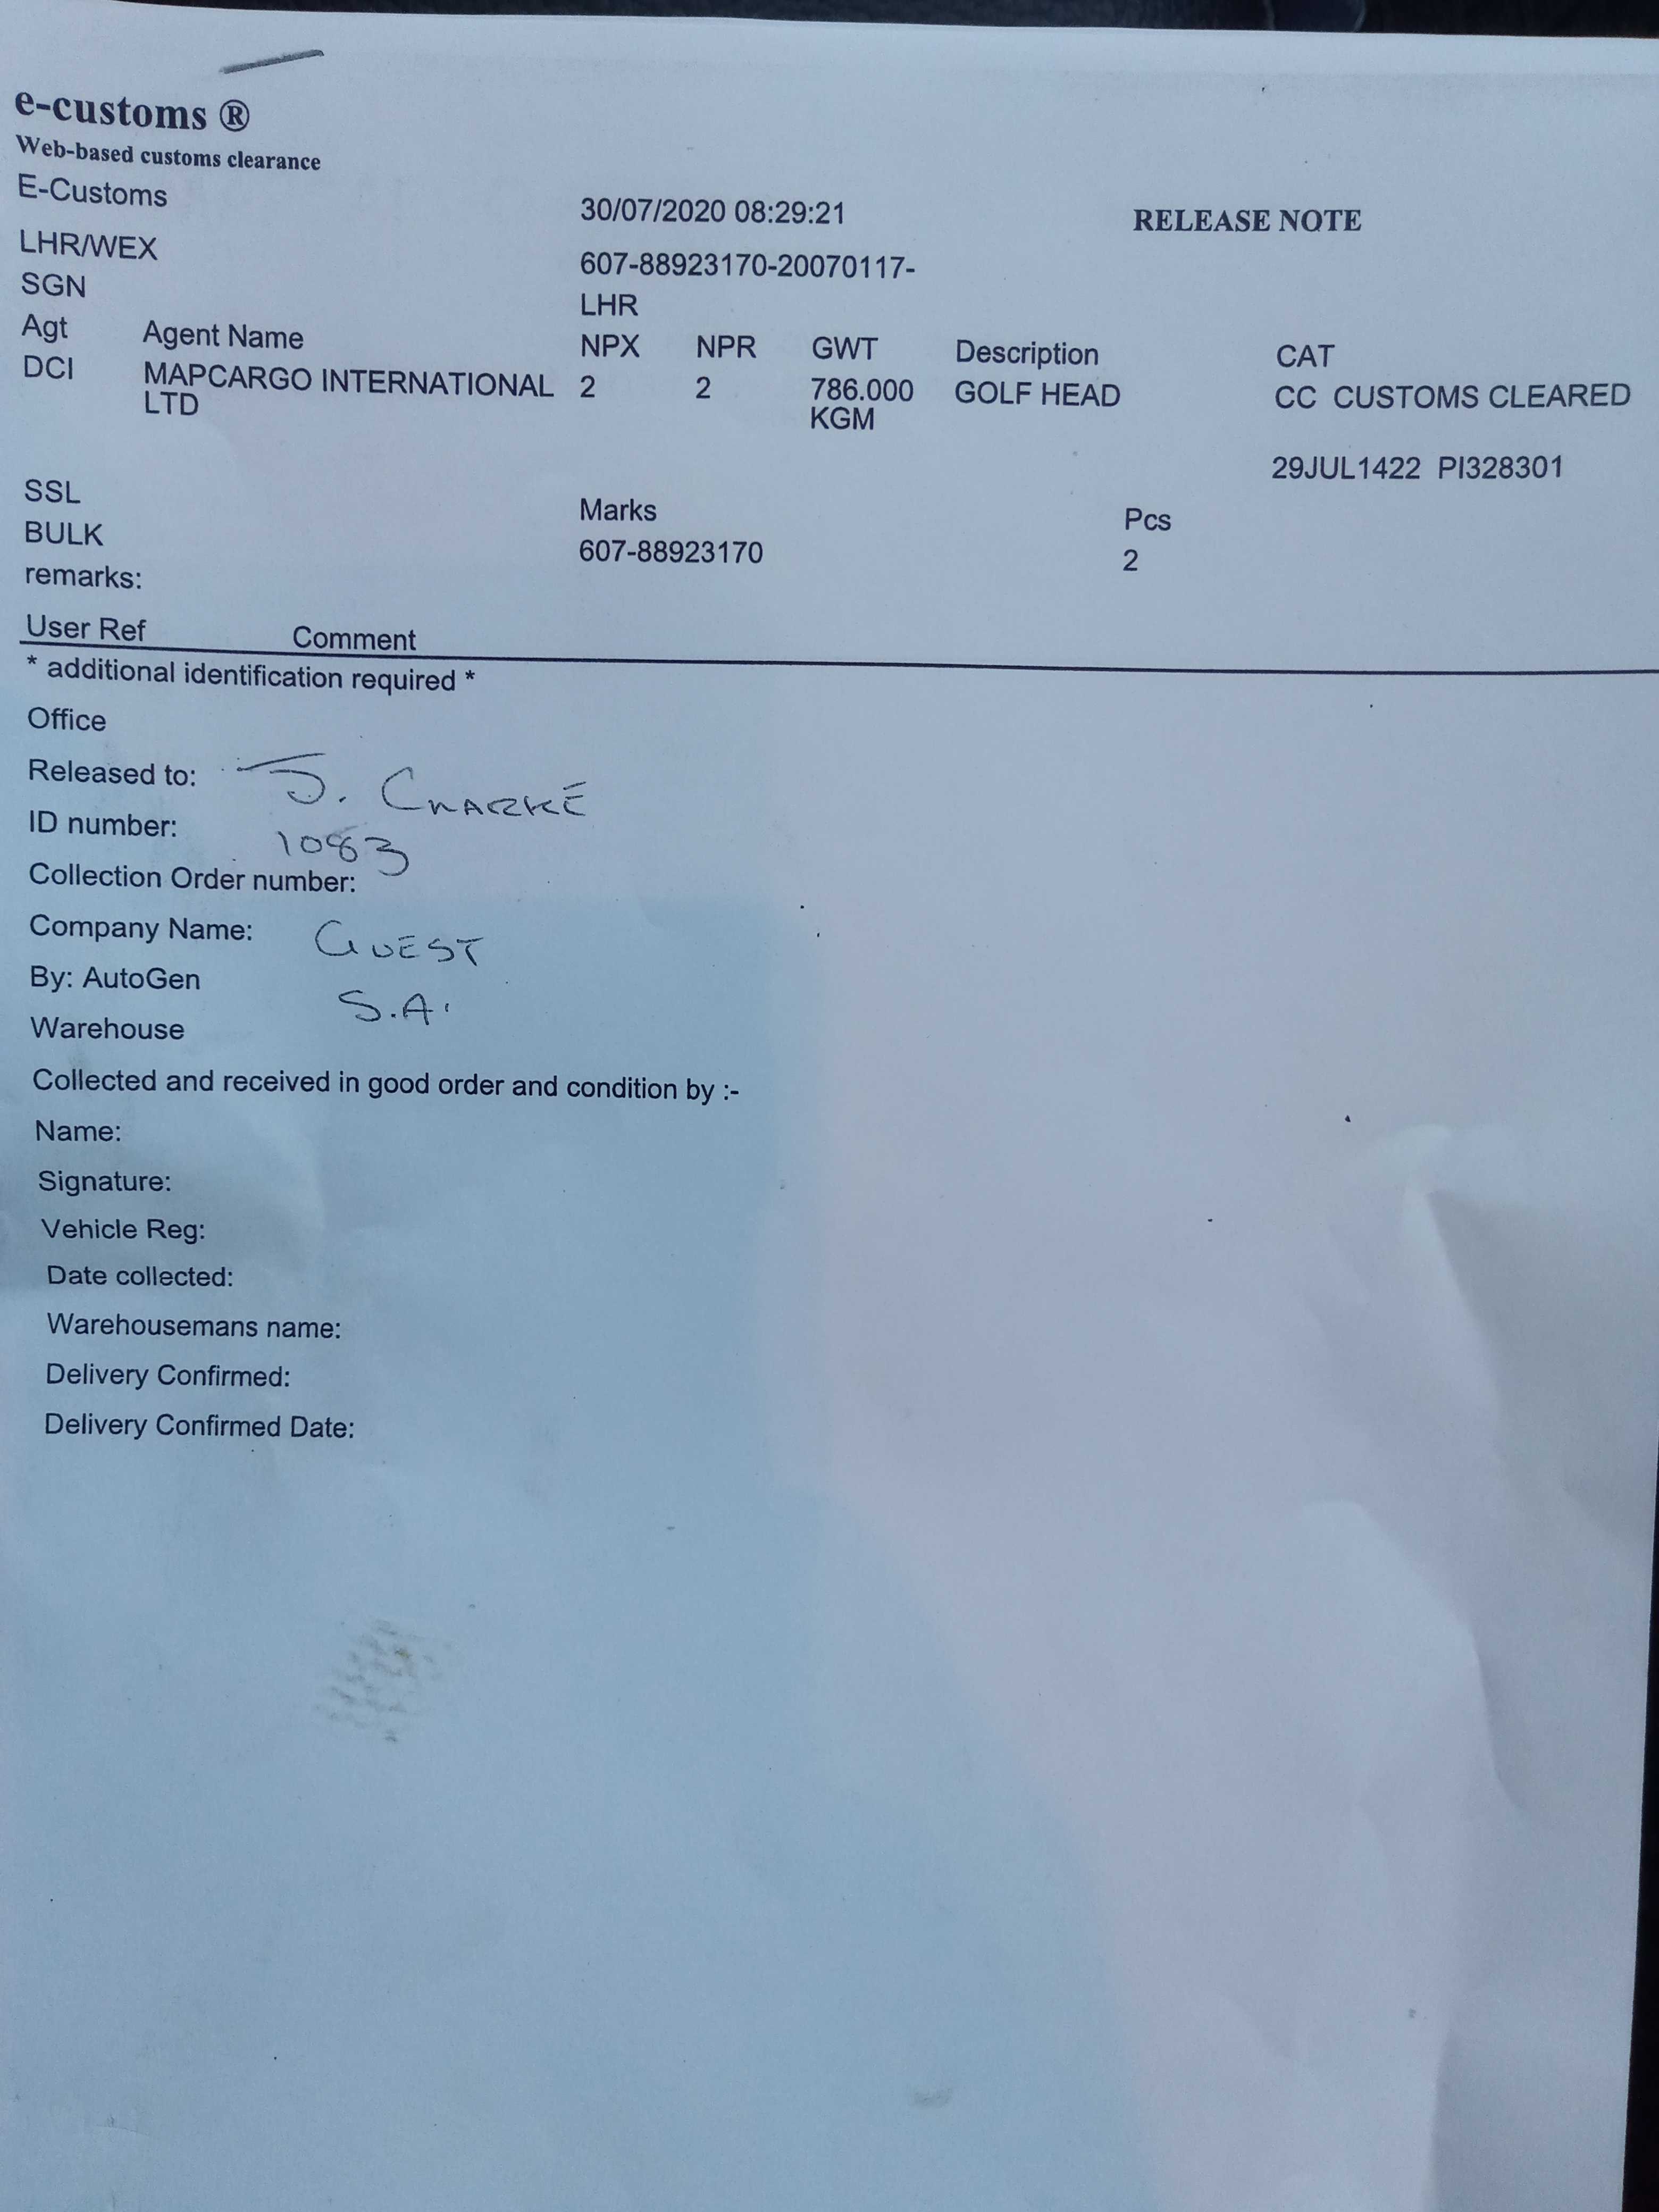 e-customs ®
Web-based customs clearance
E-Customs 30/07/2020 08:29:21 RELEASE NOTE
LHR/WEX 607-88923170-20070117-
SGN LHR
Agt Agent Name NPX NPR GWT Description CAT
DCI MAPCARGO INTERNATIONAL 2 2 786.000 GOLF HEAD CC CUSTOMS CLEARED
LTD KGM
29JUL1422 PI328301
SSL Marks Pcs
BULK 607-88923170 2
remarks:
User Ref Comment
* additional identification required *
Office
Released to: J. CLARKE
ID number: 1083
Collection Order number:
Company Name: GUEST
By: AutoGen S.A.
Warehouse
Collected and received in good order and condition by :-
Name:
Signature:
Vehicle Reg:
Date collected:
Warehousemans name:
Delivery Confirmed:
Delivery Confirmed Date: